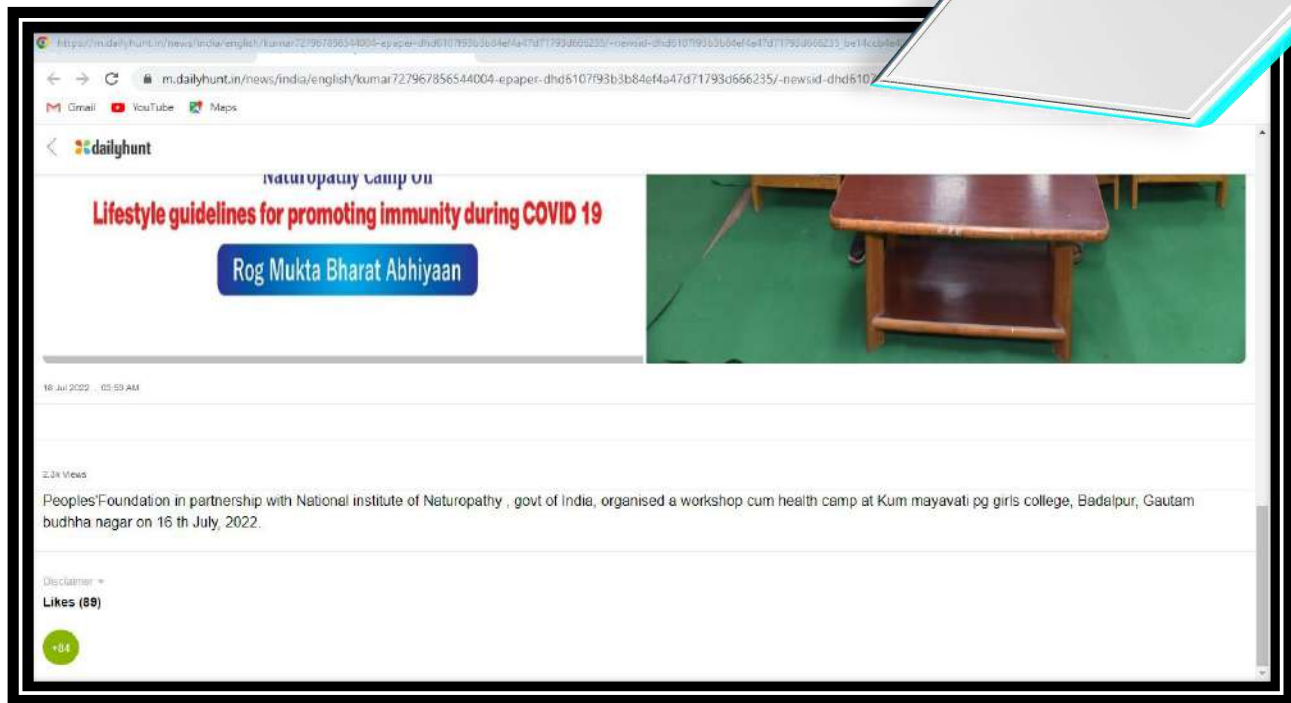 m.dailyhunt.in/news/india/english/kumar727967856544004-epaper-dhd6107f93b3b84ef4a47d71793d666235/-newsid-dhd6107
Gmail YouTube Maps
dailyhunt
Naturopathy Camp On
Lifestyle guidelines for promoting immunity during COVID 19
Rog Mukta Bharat Abhiyaan
18 Jul 2022 . 05:59 AM
2.3k Views
Peoples'Foundation in partnership with National institute of Naturopathy , govt of India, organised a workshop cum health camp at Kum mayavati pg girls college, Badalpur, Gautam
budhha nagar on 16 th July, 2022.
Disclaimer
Likes (89)
+84